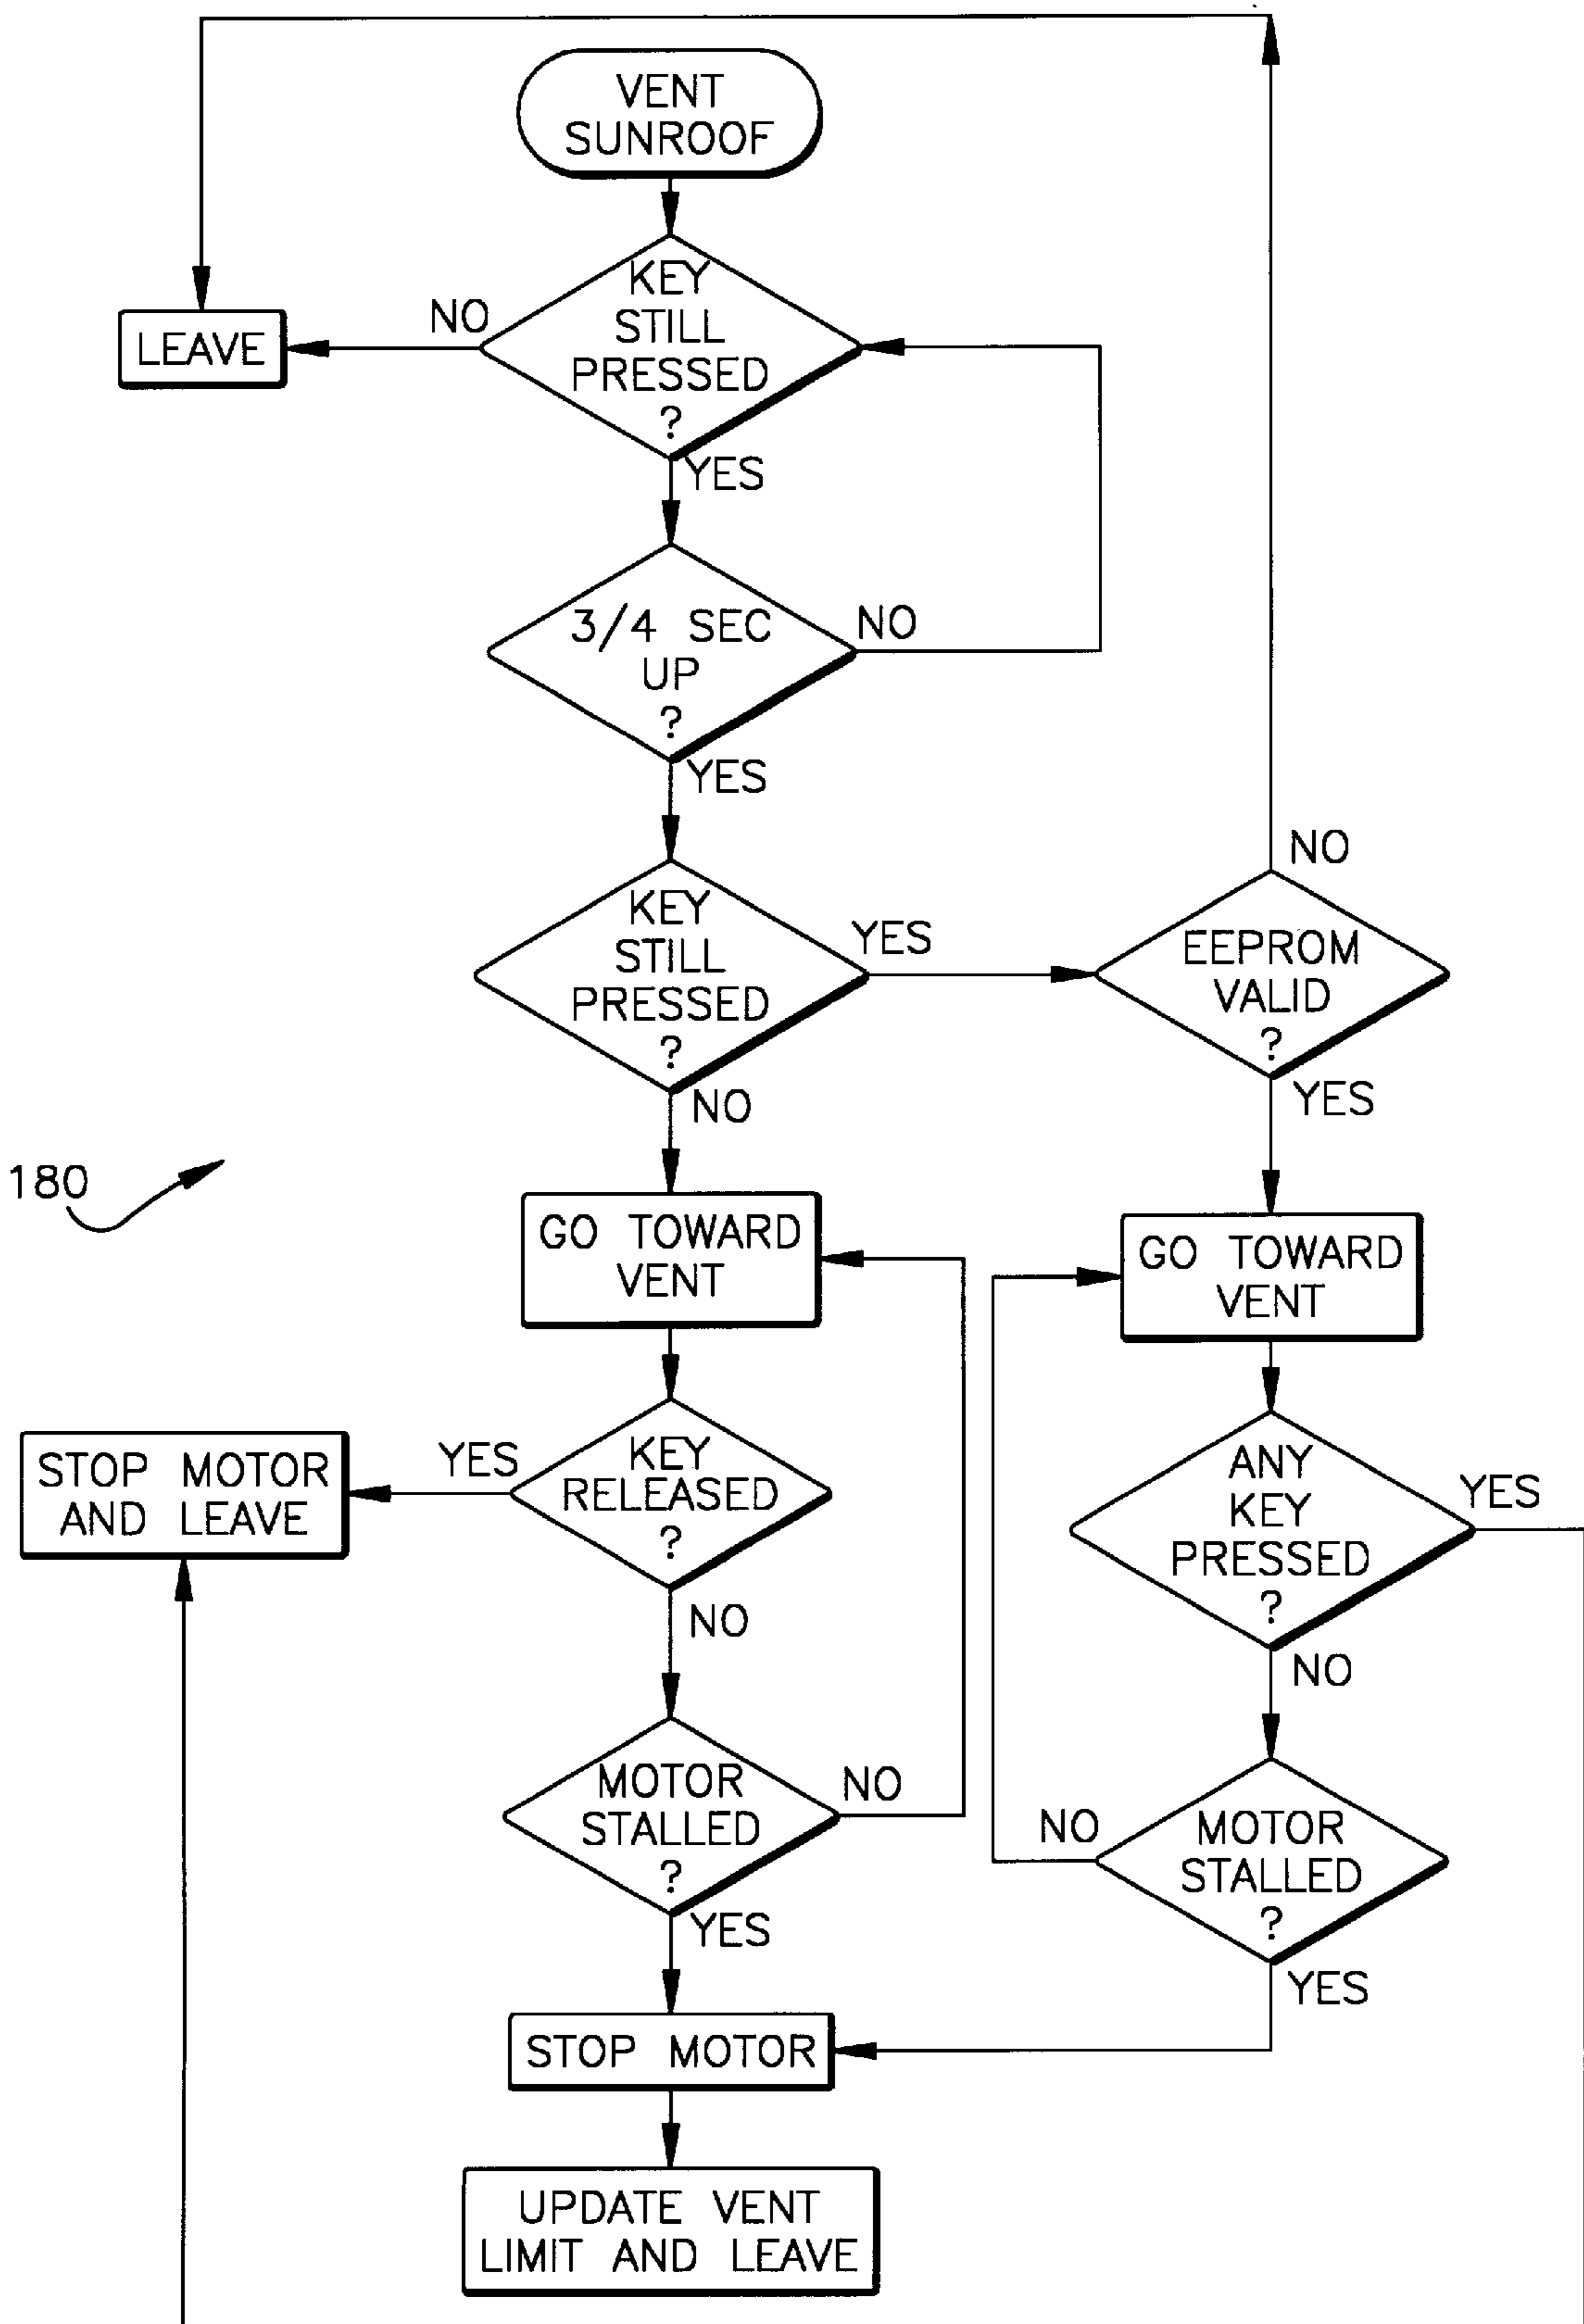 VENT
SUNROOF
KEY
STILL
PRESSED
?
NO
LEAVE
YES
3/4 SEC
UP
?
NO
YES
KEY
STILL
PRESSED
?
YES
NO
EEPROM
VALID
?
NO
YES
180
GO TOWARD
VENT
GO TOWARD
VENT
KEY
RELEASED
?
YES
STOP MOTOR
AND LEAVE
NO
ANY
KEY
PRESSED
?
YES
NO
MOTOR
STALLED
?
NO
YES
MOTOR
STALLED
?
NO
YES
STOP MOTOR
UPDATE VENT
LIMIT AND LEAVE